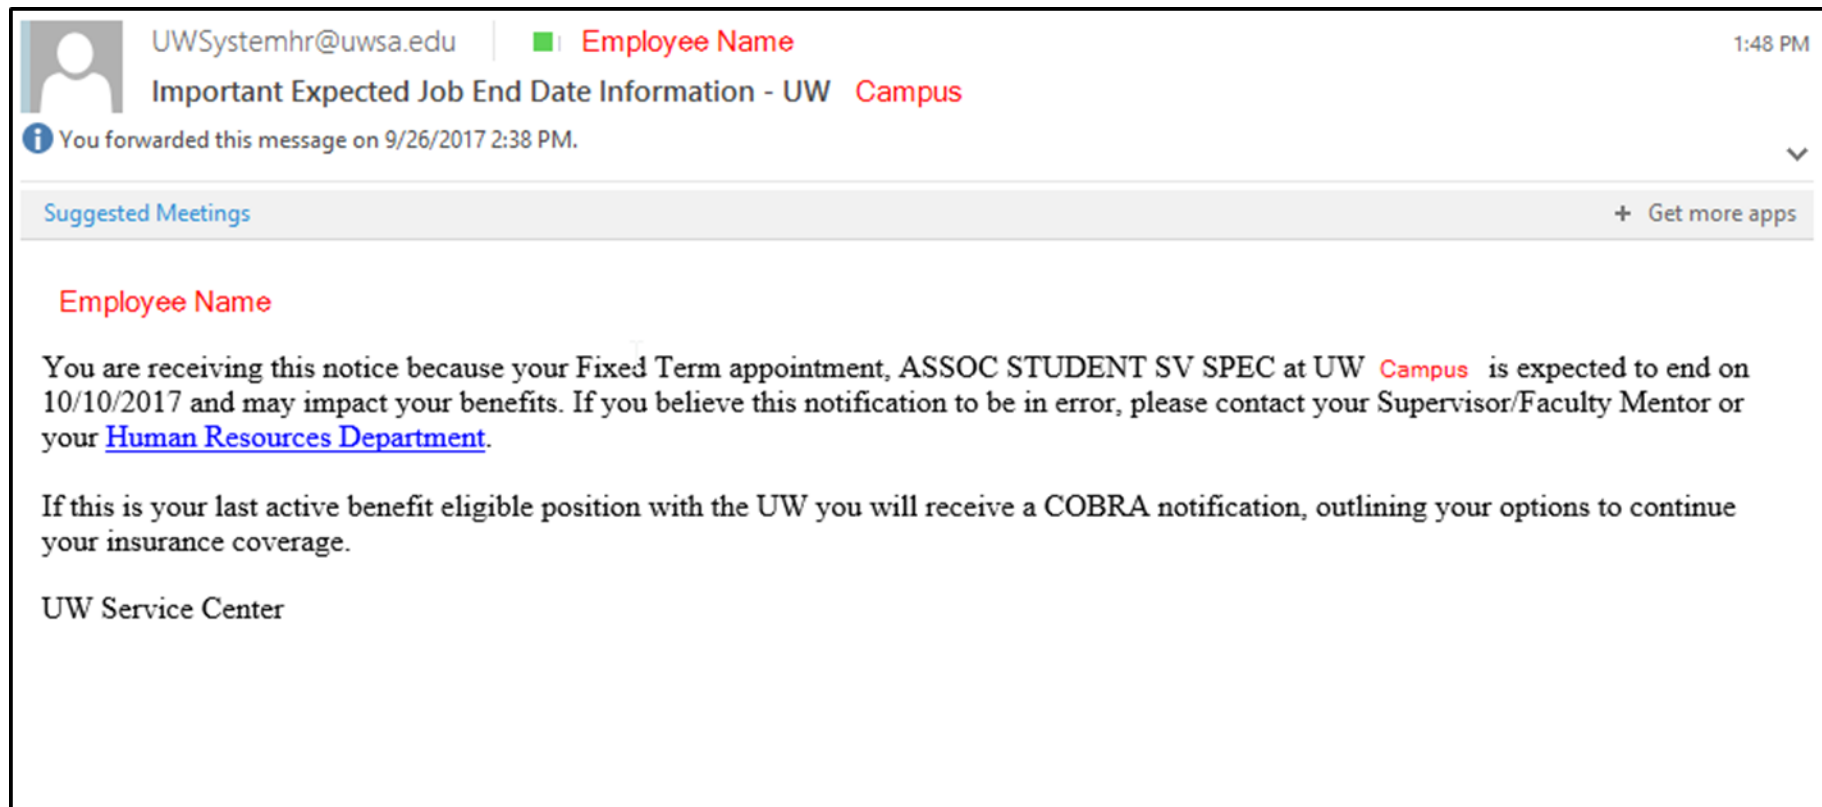 UWSystemhr@uwsa.edu Employee Name 1:48 PM
Important Expected Job End Date Information - UW Campus
You forwarded this message on 9/26/2017 2:38 PM.
Suggested Meetings + Get more apps
Employee Name
You are receiving this notice because your Fixed Term appointment, ASSOC STUDENT SV SPEC at UW Campus is expected to end on
10/10/2017 and may impact your benefits. If you believe this notification to be in error, please contact your Supervisor/Faculty Mentor or
your Human Resources Department.
If this is your last active benefit eligible position with the UW you will receive a COBRA notification, outlining your options to continue
your insurance coverage.
UW Service Center